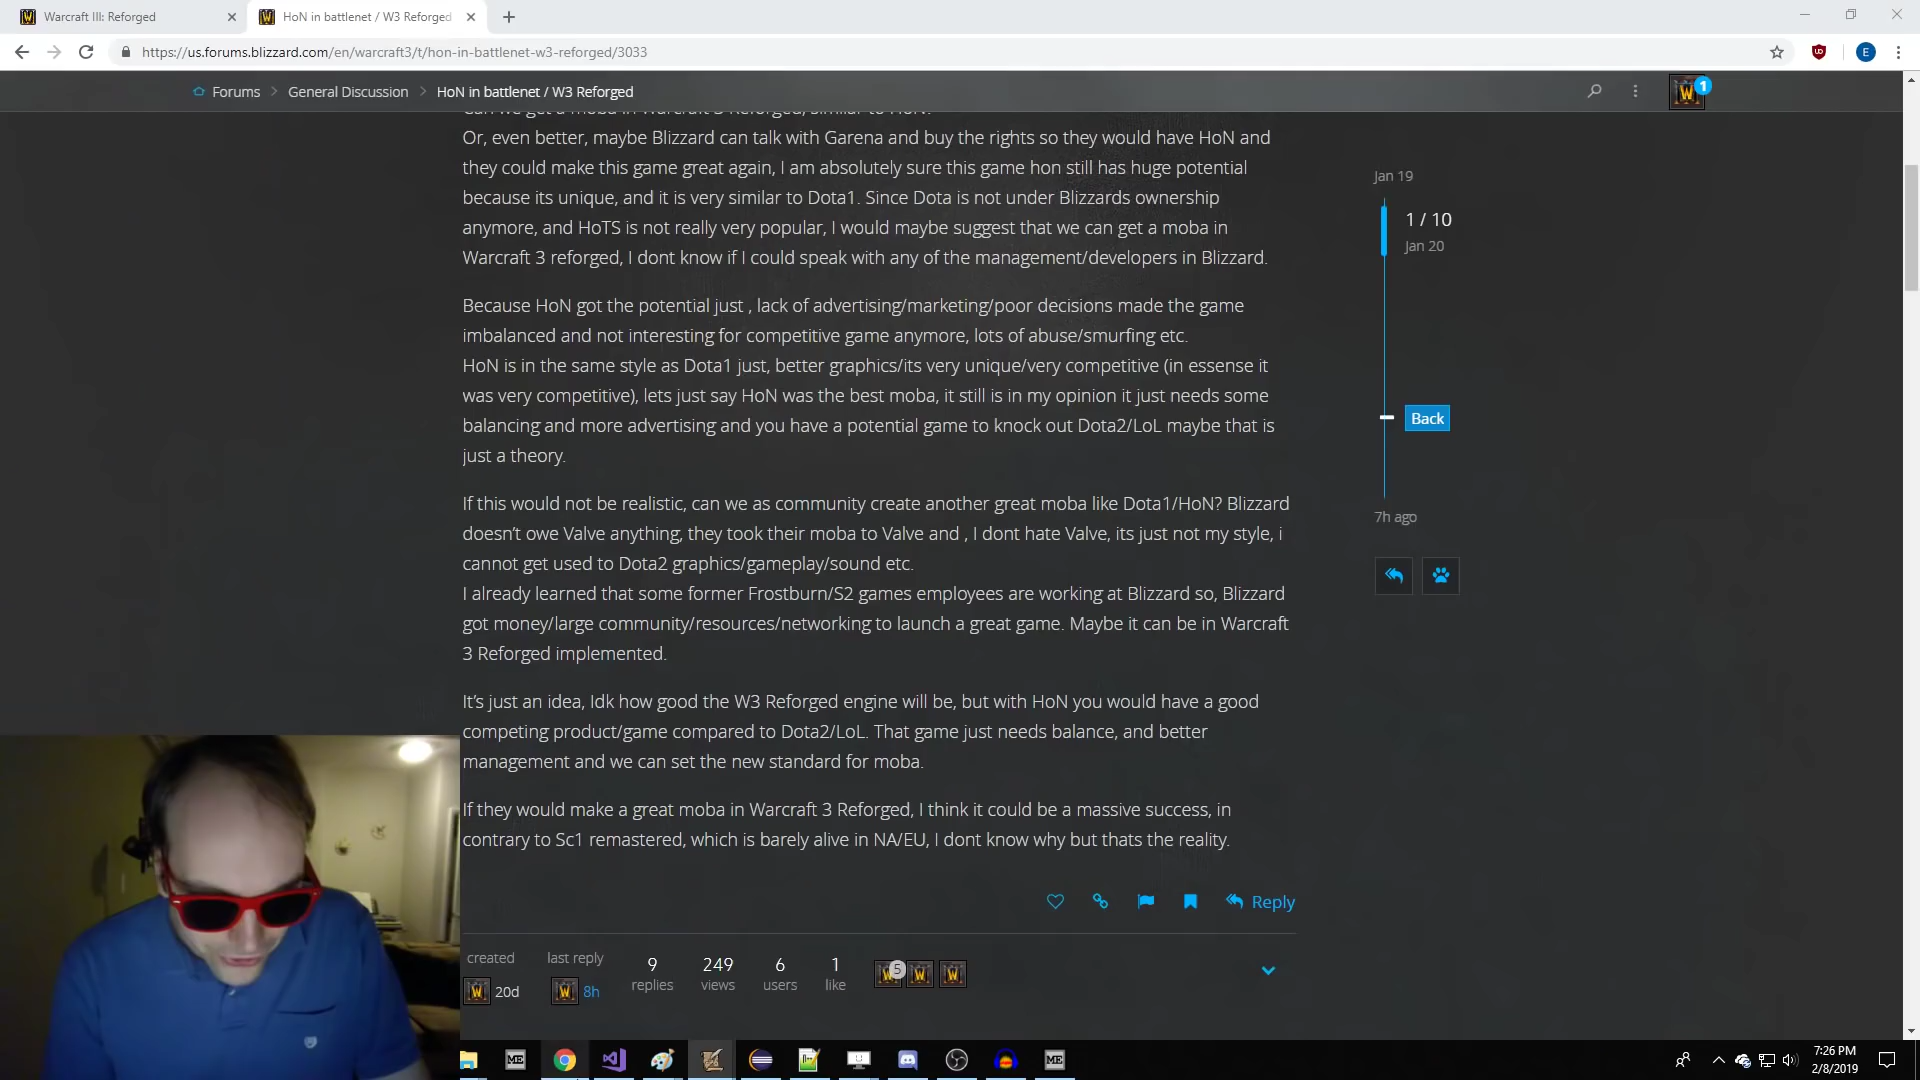 Warcraft III: Reforged
HoN in battlenet / W3 Reforged
https://us.forums.blizzard.com/en/warcraft3/t/hon-in-battlenet-w3-reforged/3033
E
Forums
General Discussion
HoN in battlenet / W3 Reforged
1
Can we get a moba in Warcraft 3 Reforged, similar to HoN?
Or, even better, maybe Blizzard can talk with Garena and buy the rights so they would have HoN and
they could make this game great again, I am absolutely sure this game hon still has huge potential
because its unique, and it is very similar to Dota1. Since Dota is not under Blizzards ownership
anymore, and HoTS is not really very popular, I would maybe suggest that we can get a moba in
Warcraft 3 reforged, I dont know if I could speak with any of the management/developers in Blizzard.
Because HoN got the potential just , lack of advertising/marketing/poor decisions made the game
imbalanced and not interesting for competitive game anymore, lots of abuse/smurfing etc.
HoN is in the same style as Dota1 just, better graphics/its very unique/very competitive (in essense it
was very competitive), lets just say HoN was the best moba, it still is in my opinion it just needs some
balancing and more advertising and you have a potential game to knock out Dota2/LoL maybe that is
just a theory.
If this would not be realistic, can we as community create another great moba like Dota1/HoN? Blizzard
doesn’t owe Valve anything, they took their moba to Valve and , I dont hate Valve, its just not my style, i
cannot get used to Dota2 graphics/gameplay/sound etc.
I already learned that some former Frostburn/S2 games employees are working at Blizzard so, Blizzard
got money/large community/resources/networking to launch a great game. Maybe it can be in Warcraft
3 Reforged implemented.
It’s just an idea, Idk how good the W3 Reforged engine will be, but with HoN you would have a good
competing product/game compared to Dota2/LoL. That game just needs balance, and better
management and we can set the new standard for moba.
If they would make a great moba in Warcraft 3 Reforged, I think it could be a massive success, in
contrary to Sc1 remastered, which is barely alive in NA/EU, I dont know why but thats the reality.
Jan 19
1 / 10
Jan 20
Back
7h ago
Reply
created
last reply
9
249
6
1
5
20d
8h
replies
views
users
like
ME
ME
7:26 PM
2/8/2019